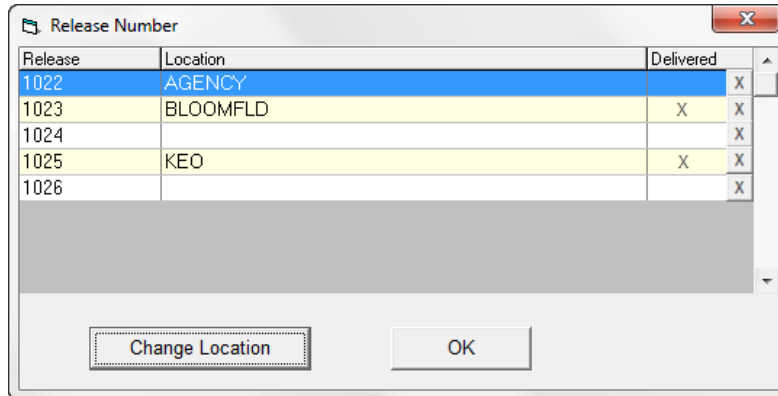 Release Number
Release Location Delivered
1022 AGENCY X
1023 BLOOMFLD X X
1024 X
1025 KEO X X
1026 X
Change Location OK